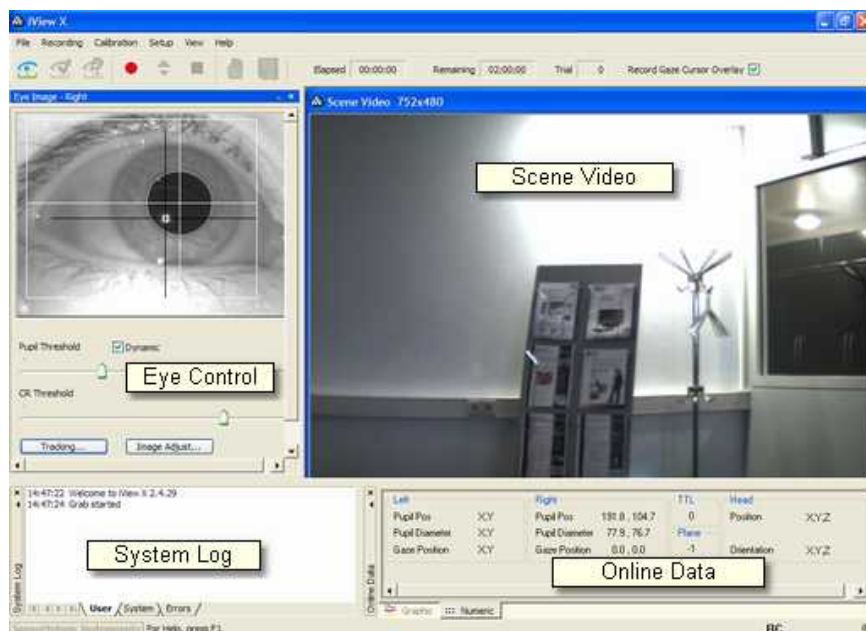 iView X
File Recording Calibration Setup View Help
Elapsed 00:00:00 Remaining 02:00:00 Trial 0 Record Gaze Cursor Overlay
Eye Image - Right
Scene Video 752x480
Scene Video
Pupil Threshold Dynamic
Eye Control
CR Threshold
Tracking... Image Adjust...
14:47:22 Welcome to iView X 2.4.29
14:47:24 Grab started
System Log
System Log
User System Errors
For Help, press F1
Left Right TTL Head
Pupil Pos X,Y Pupil Pos 191.8 , 104.7 0 Position X,Y,Z
Pupil Diameter X,Y Pupil Diameter 77.9 , 76.7 Plane
Gaze Position X,Y Gaze Position 0.0 , 0.0 -1 Orientation X,Y,Z
Online Data
Online Data
Graphic Numeric